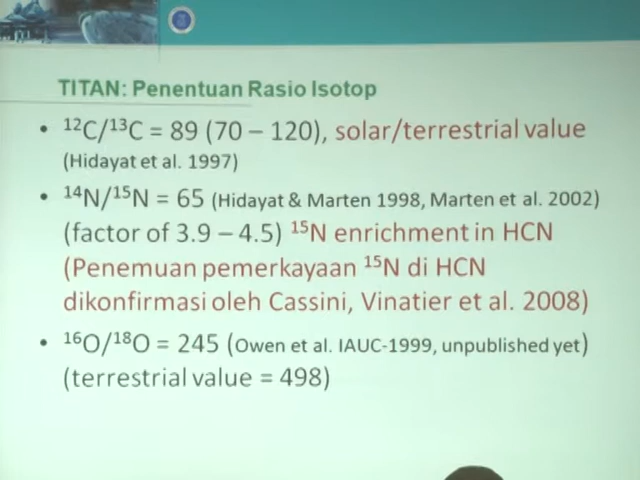 TITAN: Penentuan Rasio Isotop
• ¹²C/¹³C = 89 (70 – 120), solar/terrestrial value
(Hidayat et al. 1997)
• ¹⁴N/¹⁵N = 65 (Hidayat & Marten 1998, Marten et al. 2002)
(factor of 3.9 – 4.5) ¹⁵N enrichment in HCN
(Penemuan pemerkayaan ¹⁵N di HCN
dikonfirmasi oleh Cassini, Vinatier et al. 2008)
• ¹⁶O/¹⁸O = 245 (Owen et al. IAUC-1999, unpublished yet)
(terrestrial value = 498)